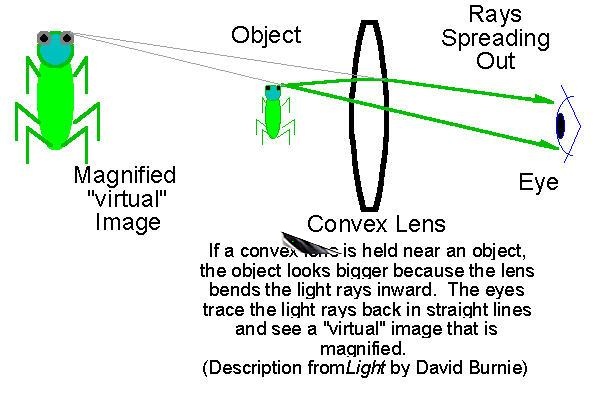 Rays
Spreading
Out
Object
Magnified
"virtual"
Image
Eye
Convex Lens
If a convex is held near an object,
the object looks bigger because the lens
bends the light rays inward. The eyes
trace the light rays back in straight lines
and see a "virtual" image that is
magnified.
(Description from Light by David Burnie)